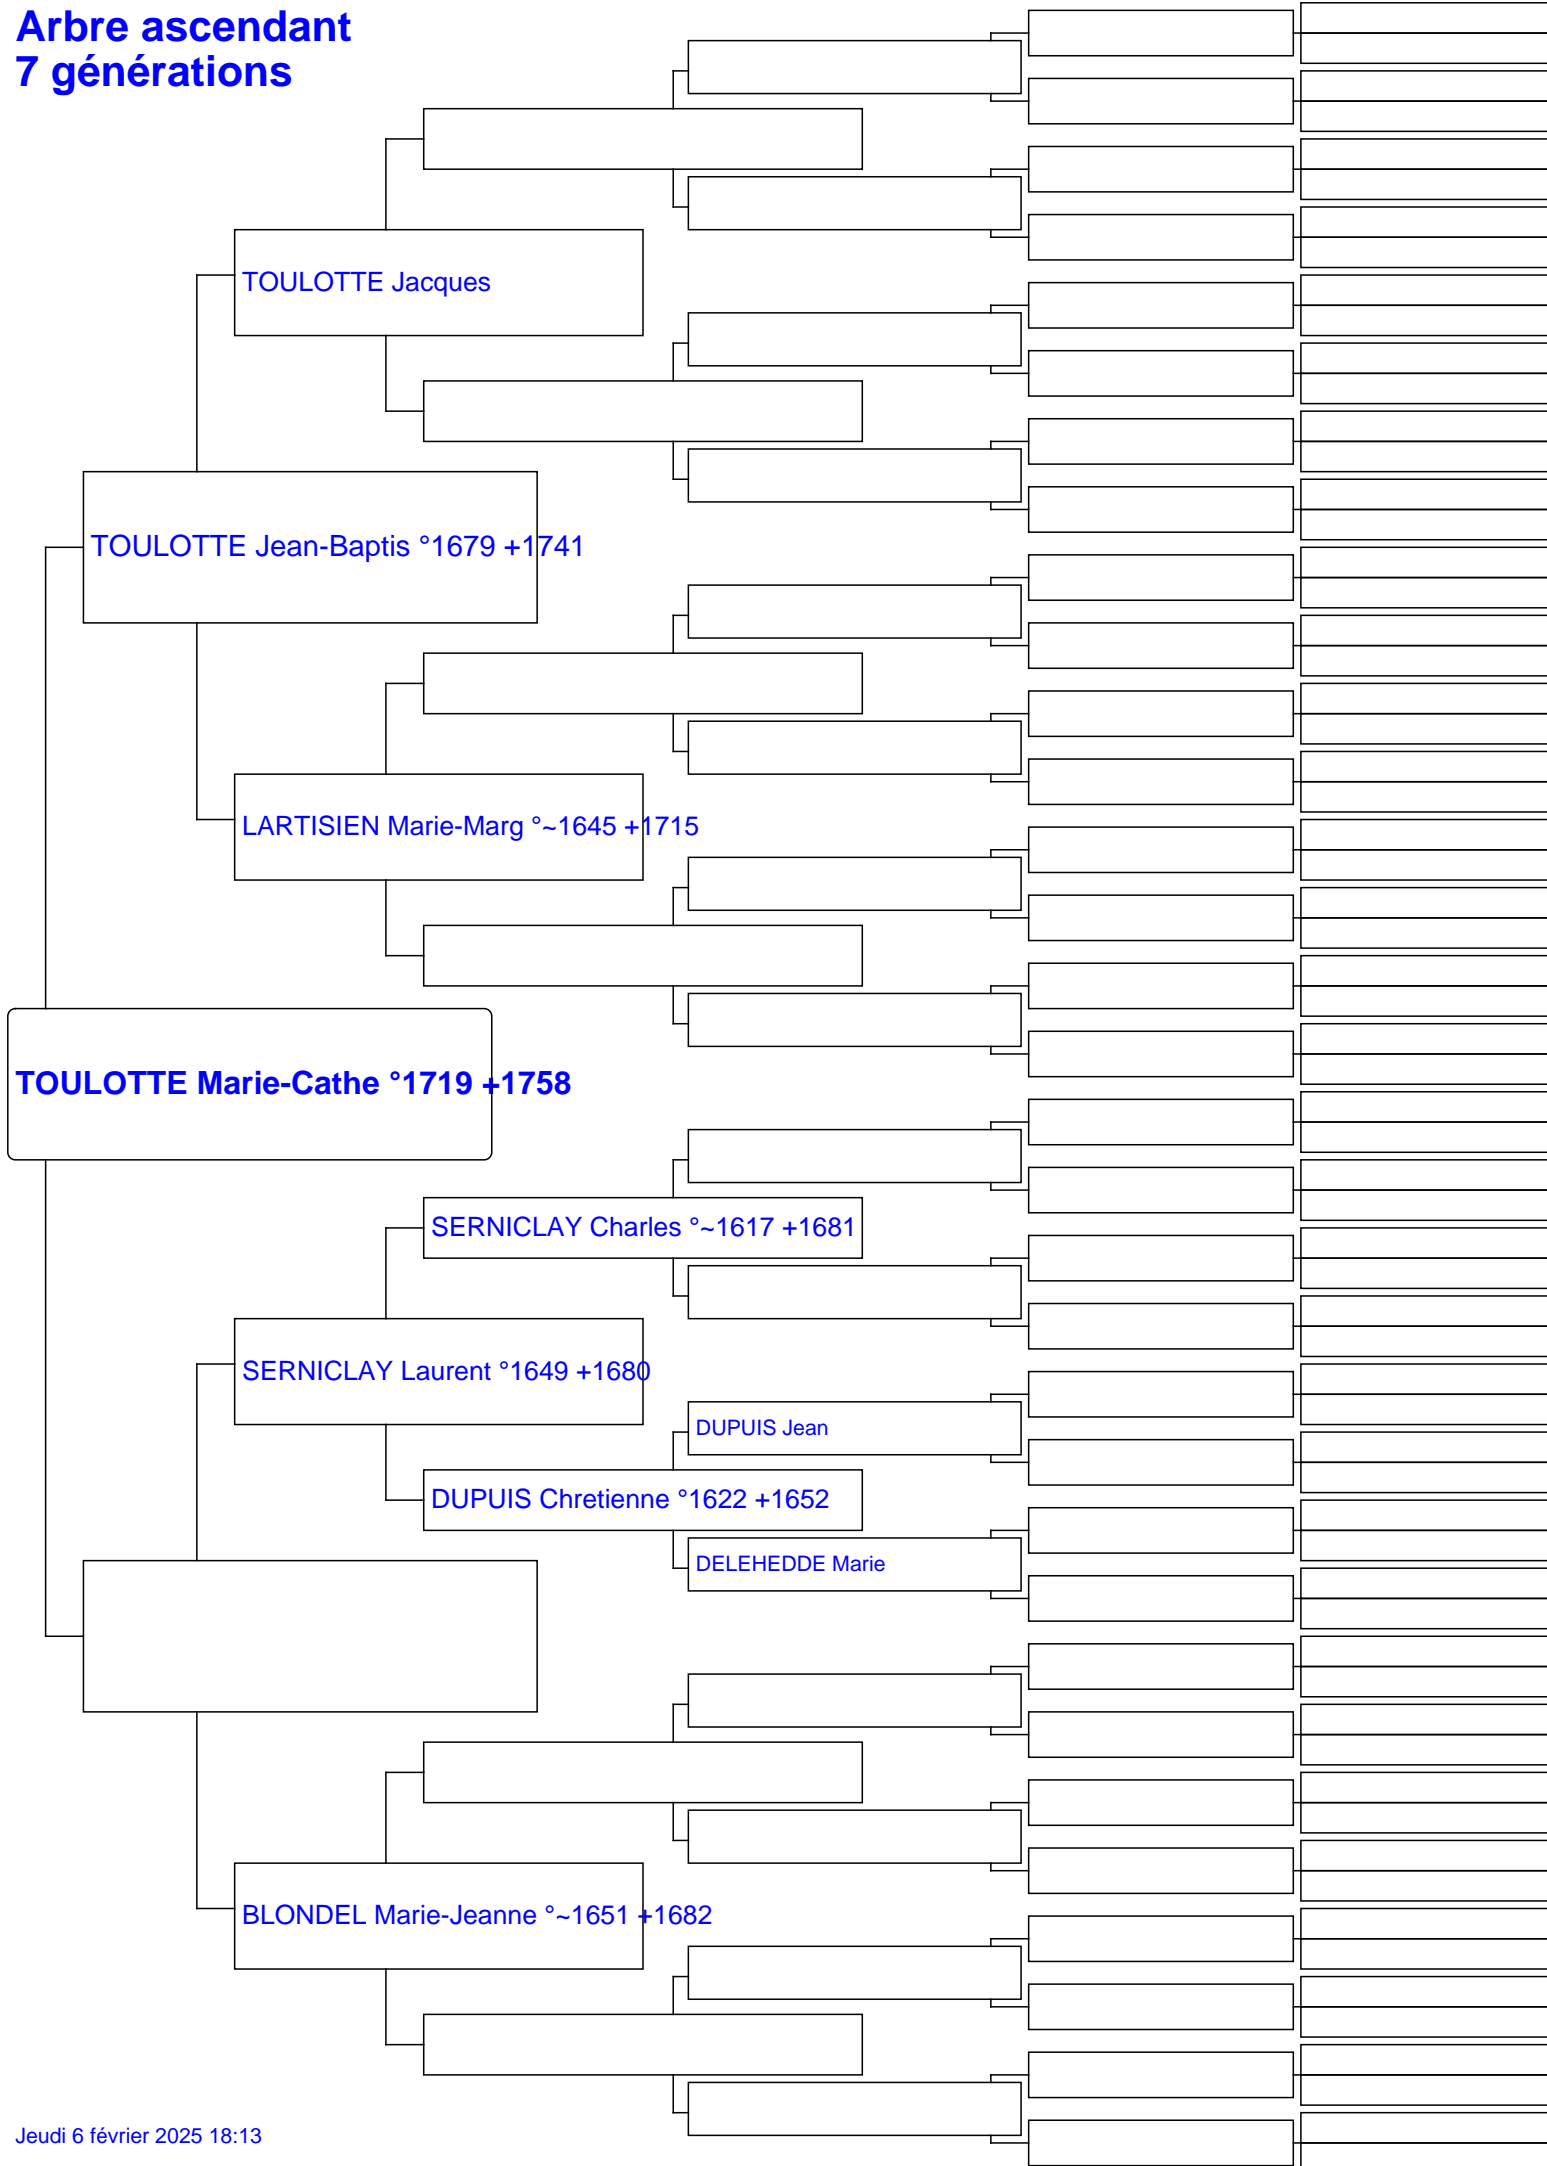 Arbre ascendant
7 générations
TOULOTTE Jacques
TOULOTTE Jean-Baptis °1679 +1741
LARTISIEN Marie-Marg °~1645 +1715
TOULOTTE Marie-Cathe °1719 +1758
SERNICLAY Charles °~1617 +1681
SERNICLAY Laurent °1649 +1680
DUPUIS Jean
DUPUIS Chretienne °1622 +1652
DELEHEDDE Marie
BLONDEL Marie-Jeanne °~1651 +1682
Jeudi 6 février 2025 18:13